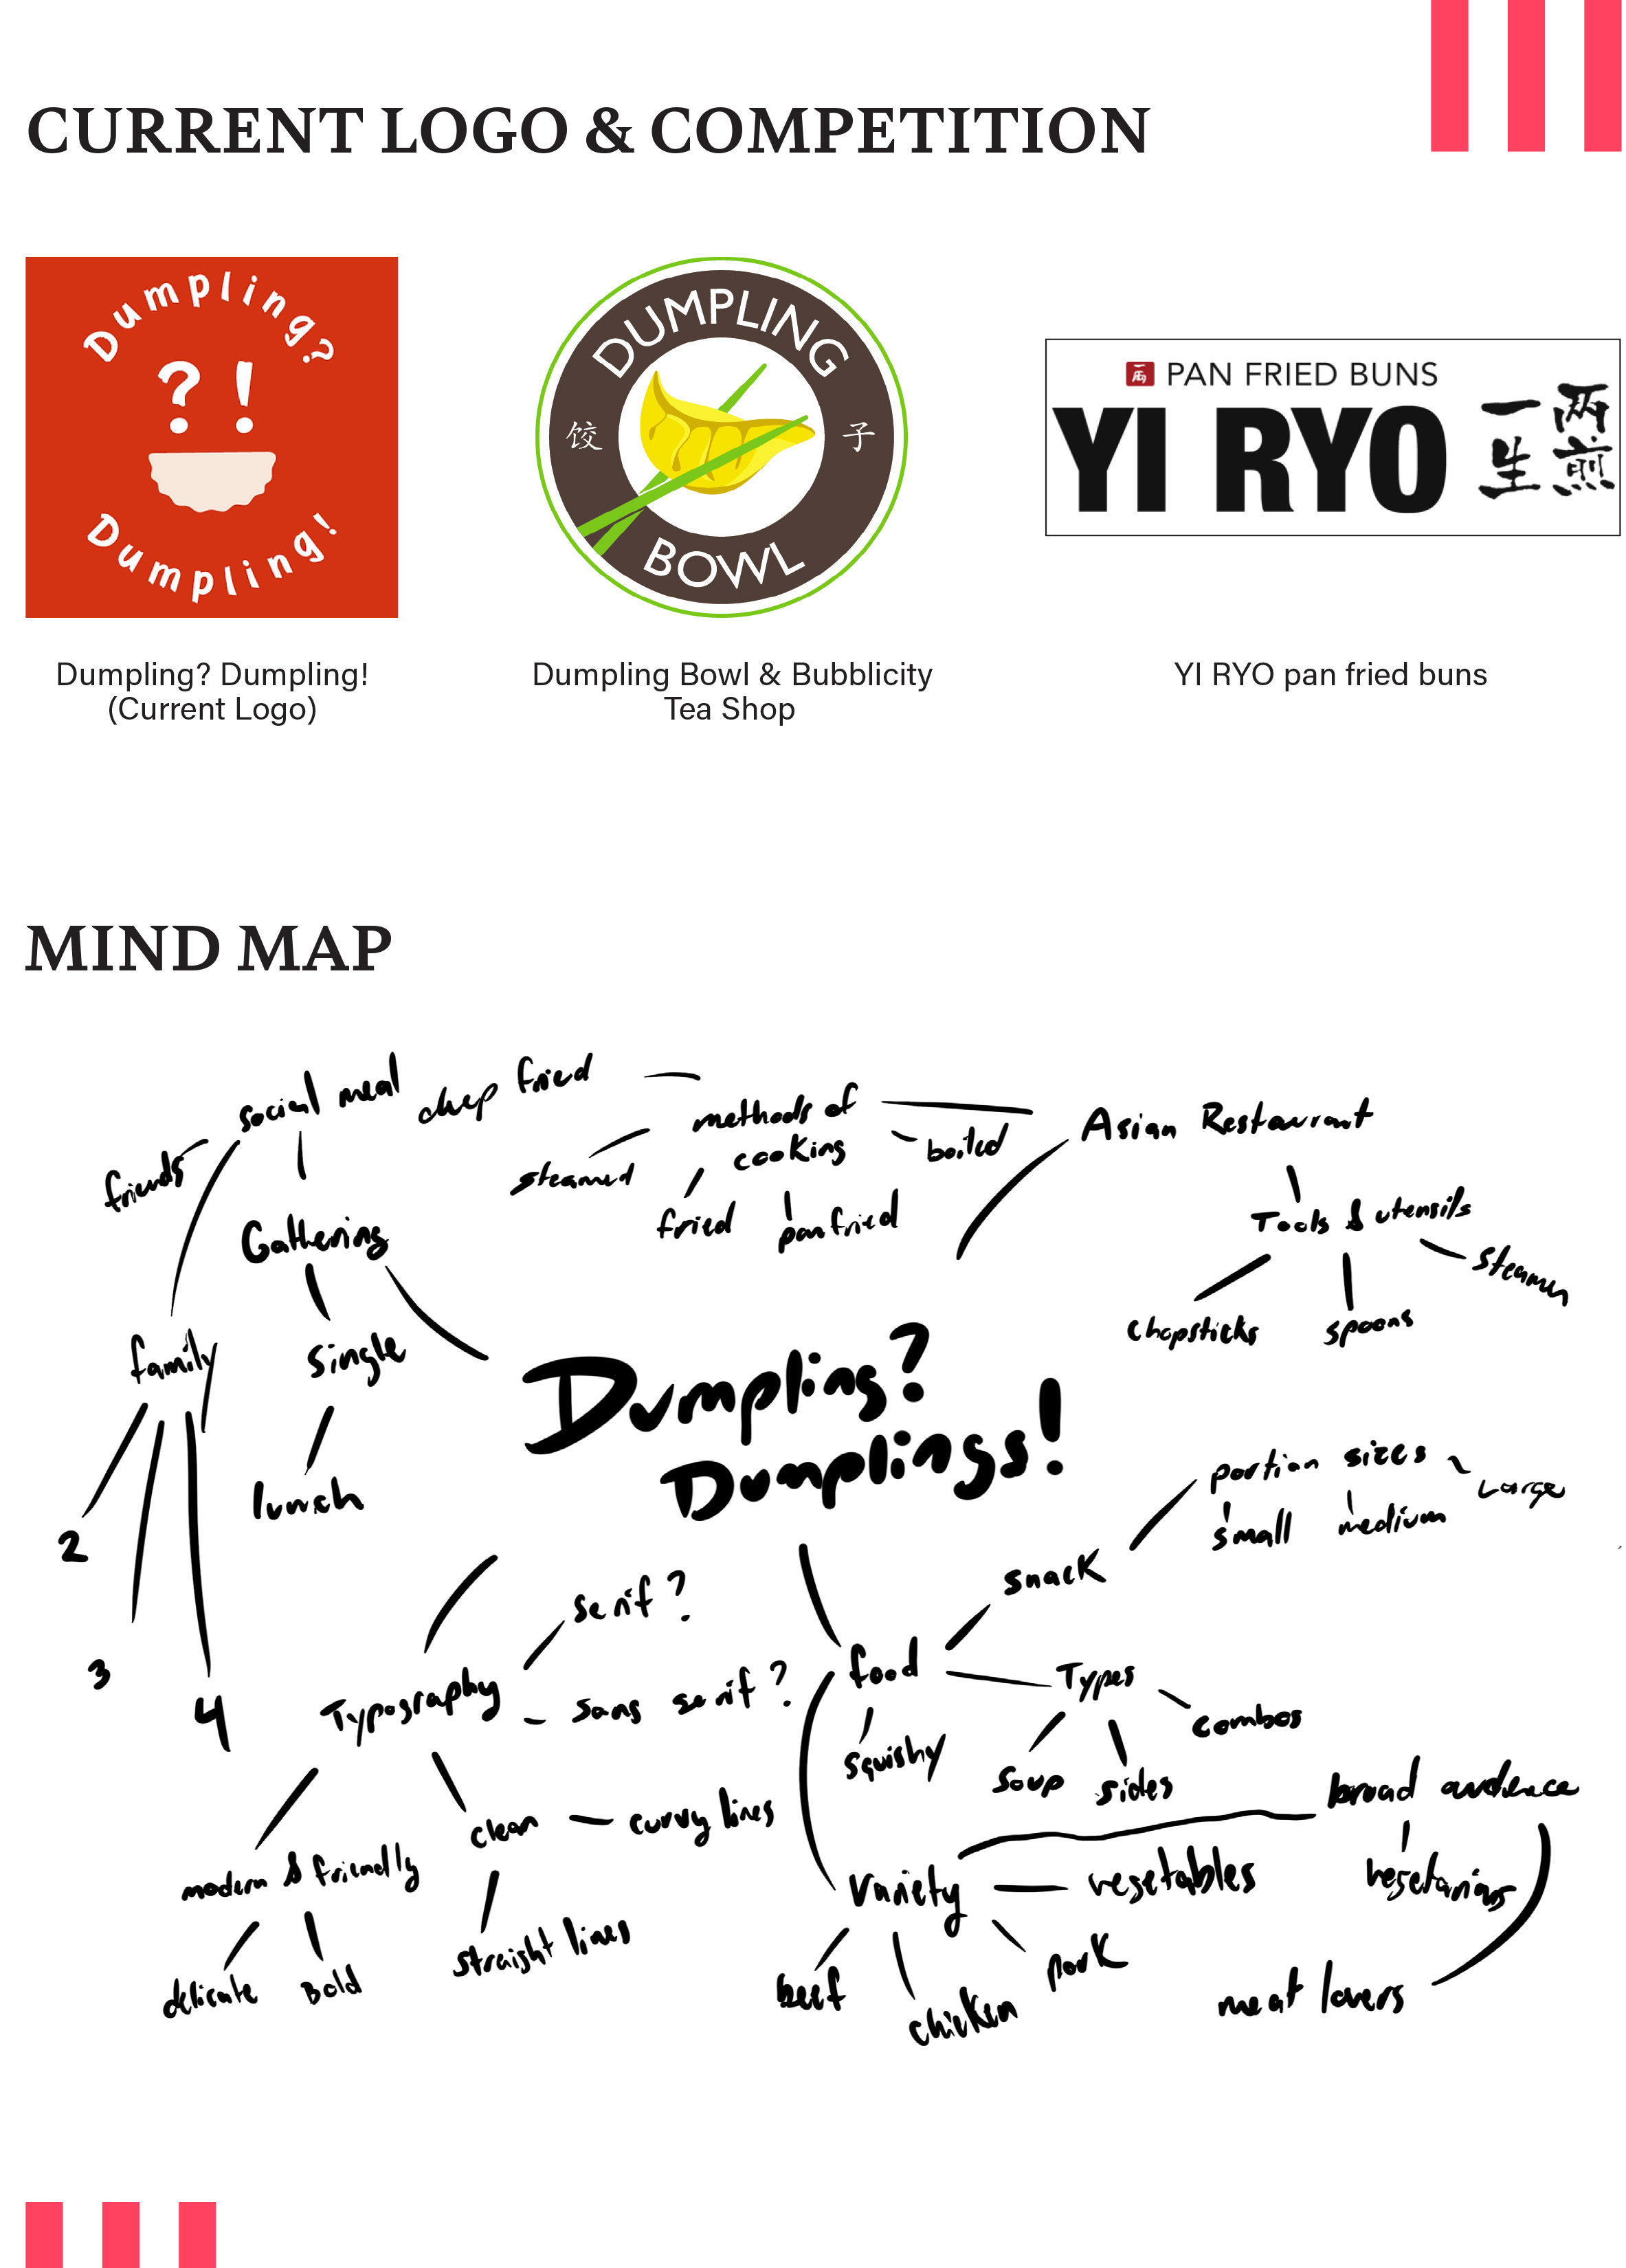 CURRENT LOGO & COMPETITION
Dumpling?
? !
Dumpling!
DUMPLING
饺 子
BOWL
PAN FRIED BUNS
YI RYO
一两
生煎
Dumpling? Dumpling!
(Current Logo)
Dumpling Bowl & Bubblicity
Tea Shop
YI RYO pan fried buns
MIND MAP
social meal
friends
Gathering
family
single
lunch
2
3
4
deep fried
methods of
cooking
steamed
fried
pan fried
boiled
Asian Restaurant
Tools & utensils
chopsticks
spoons
steamer
Dumpling?
Dumplings!
portion sizes
small
medium
Large
snack
food
Types
combos
soup
sides
squishy
Typography
serif?
sans serif?
clean
curvy lines
straight lines
modern & friendly
delicate
Bold
Variety
vegetables
beef
chicken
pork
broad audience
vegetarians
meat lovers